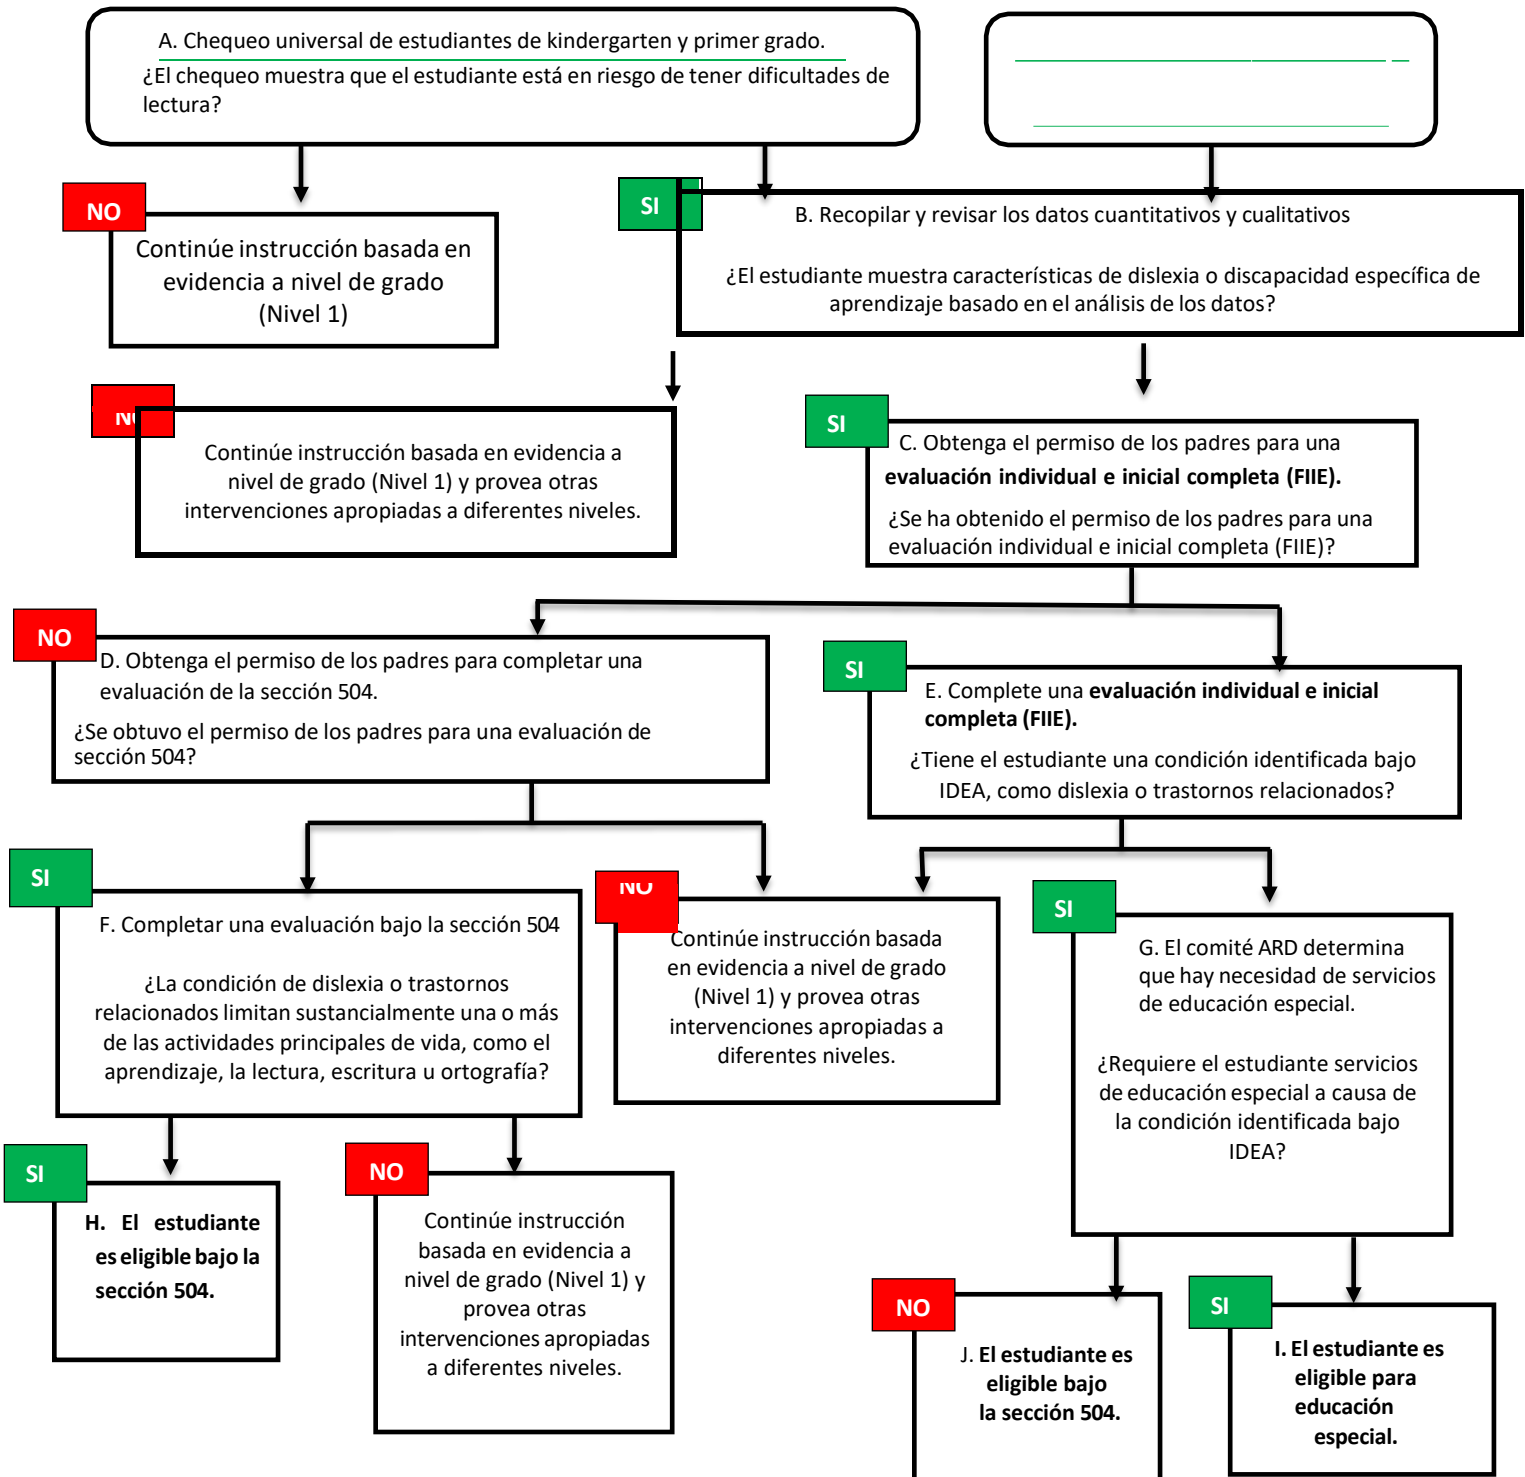 A. Chequeo universal de estudiantes de kindergarten y primer grado.
¿El chequeo muestra que el estudiante está en riesgo de tener dificultades de
lectura?
NO
Continúe instrucción basada en
evidencia a nivel de grado
(Nivel 1)
SI
B. Recopilar y revisar los datos cuantitativos y cualitativos
¿El estudiante muestra características de dislexia o discapacidad específica de
aprendizaje basado en el análisis de los datos?
NO
Continúe instrucción basada en evidencia a
nivel de grado (Nivel 1) y provea otras
intervenciones apropiadas a diferentes niveles.
SI
C. Obtenga el permiso de los padres para una
evaluación individual e inicial completa (FIIE).
¿Se ha obtenido el permiso de los padres para una
evaluación individual e inicial completa (FIIE)?
NO
D. Obtenga el permiso de los padres para completar una
evaluación de la sección 504.
¿Se obtuvo el permiso de los padres para una evaluación de
sección 504?
SI
E. Complete una evaluación individual e inicial
completa (FIIE).
¿Tiene el estudiante una condición identificada bajo
IDEA, como dislexia o trastornos relacionados?
SI
F. Completar una evaluación bajo la sección 504
¿La condición de dislexia o trastornos
relacionados limitan sustancialmente una o más
de las actividades principales de vida, como el
aprendizaje, la lectura, escritura u ortografía?
NO
Continúe instrucción basada
en evidencia a nivel de grado
(Nivel 1) y provea otras
intervenciones apropiadas a
diferentes niveles.
SI
G. El comité ARD determina
que hay necesidad de servicios
de educación especial.
¿Requiere el estudiante servicios
de educación especial a causa de
la condición identificada bajo
IDEA?
SI
H. El estudiante
es eligible bajo la
sección 504.
NO
Continúe instrucción
basada en evidencia a
nivel de grado (Nivel 1) y
provea otras
intervenciones apropiadas
a diferentes niveles.
NO
J. El estudiante es
eligible bajo
la sección 504.
SI
I. El estudiante es
eligible para
educación
especial.